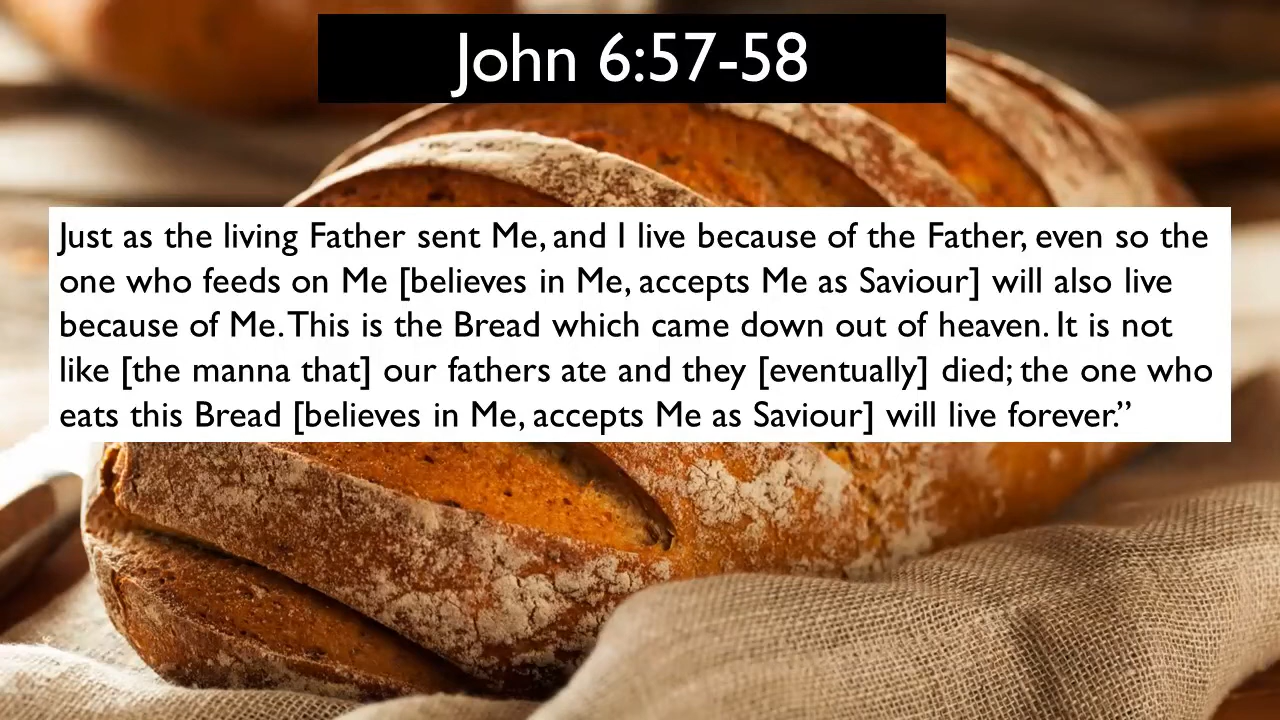 John 6:57-58
Just as the living Father sent Me, and I live because of the Father, even so the
one who feeds on Me [believes in Me, accepts Me as Saviour] will also live
because of Me. This is the Bread which came down out of heaven. It is not
like [the manna that] our fathers ate and they [eventually] died; the one who
eats this Bread [believes in Me, accepts Me as Saviour] will live forever.”